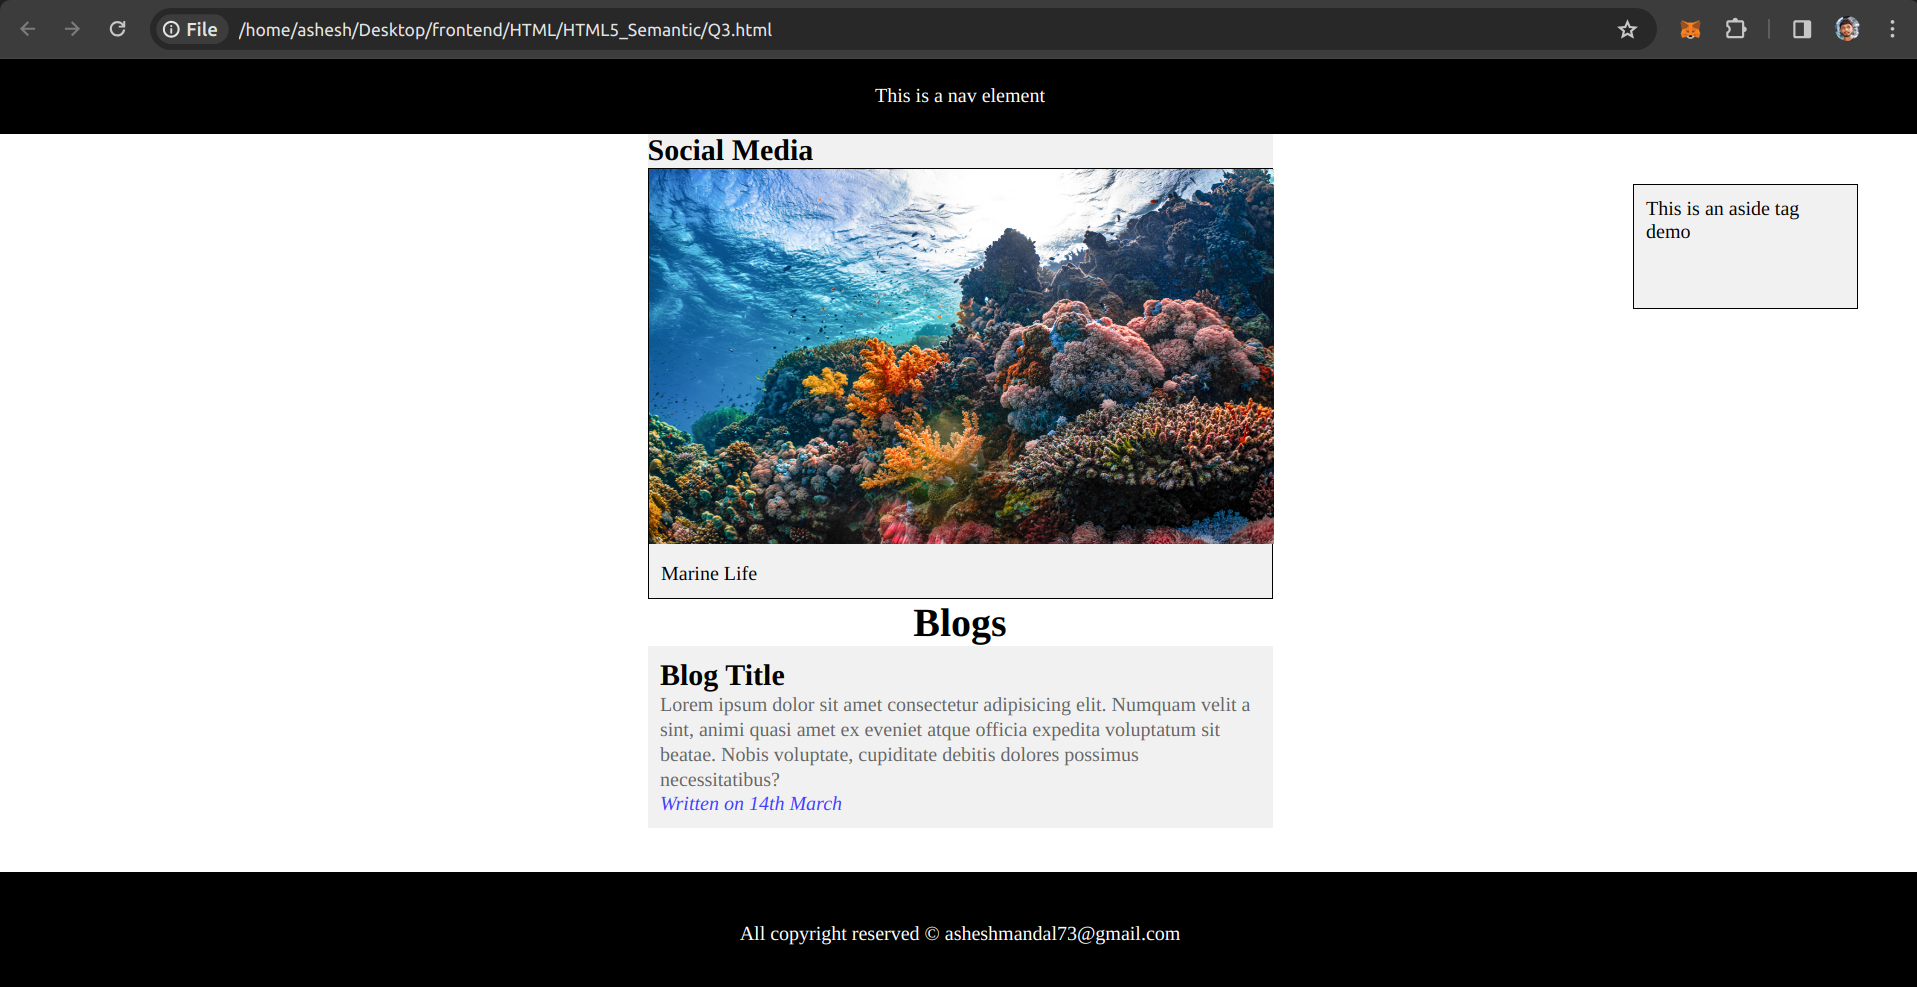 File /home/ashesh/Desktop/frontend/HTML/HTML5_Semantic/Q3.html
This is a nav element
Social Media
This is an aside tag
demo
Marine Life
Blogs
Blog Title
Lorem ipsum dolor sit amet consectetur adipisicing elit. Numquam velit a
sint, animi quasi amet ex eveniet atque officia expedita voluptatum sit
beatae. Nobis voluptate, cupiditate debitis dolores possimus
necessitatibus?
Written on 14th March
All copyright reserved © asheshmandal73@gmail.com